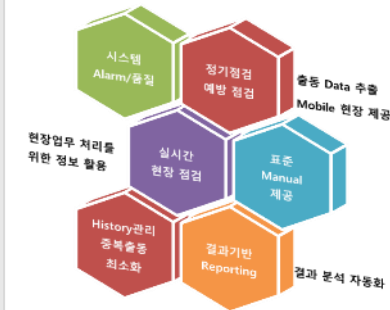 시스템
Alarm/품질
정기점검
예방 점검
출동 Data 추출
Mobile 현장 제공
현장업무 처리를
위한 정보 활용
실시간
현장 점검
표준
Manual
제공
History관리
중복출동
최소화
결과기반
Reporting
결과 분석 자동화